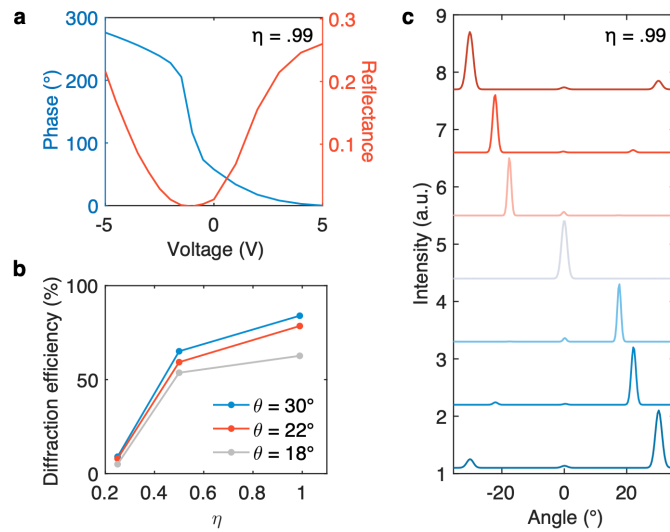 a
η = .99
Phase (°)
300
200
100
0
Reflectance
0.3
0.2
0.1
-5
0
5
Voltage (V)
b
Diffraction efficiency (%)
100
50
0
θ = 30°
θ = 22°
θ = 18°
0.2
0.4
0.6
0.8
1
η
c
η = .99
Intensity (a.u.)
9
8
7
6
5
4
3
2
1
-20
0
20
Angle (°)